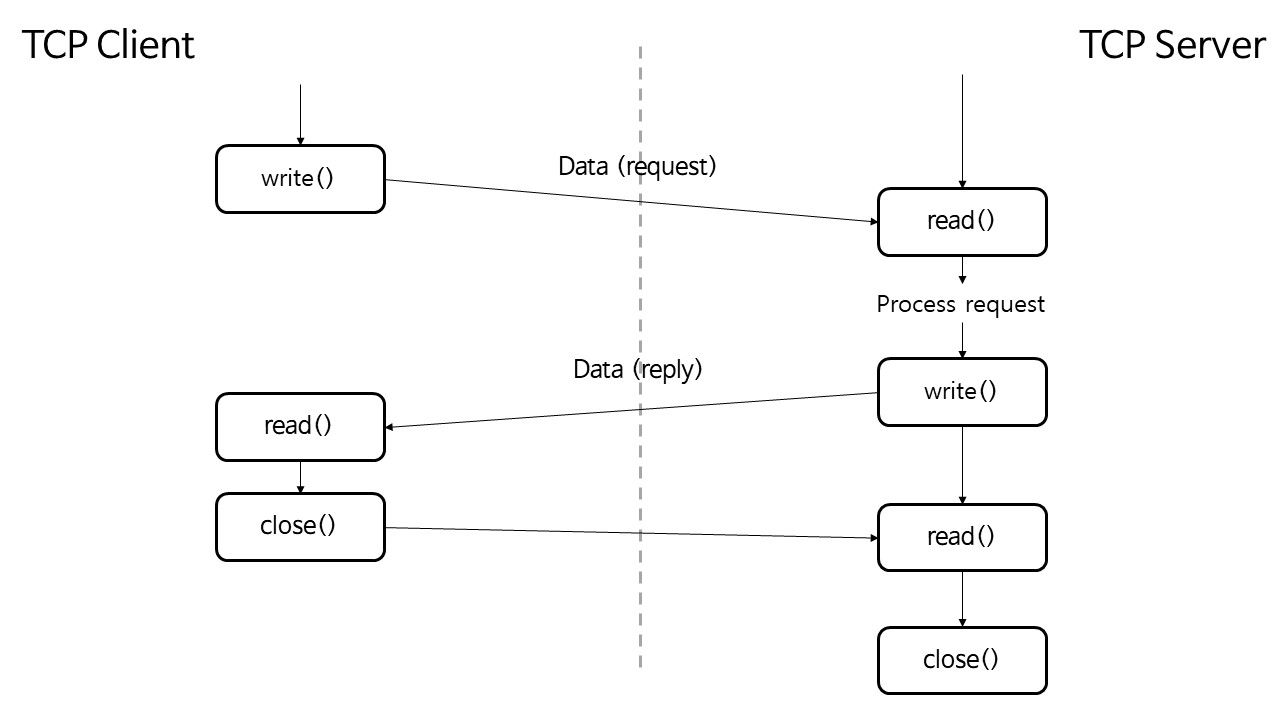 TCP Client
TCP Server
write()
Data (request)
read()
Process request
Data (reply)
write()
read()
close()
read()
close()